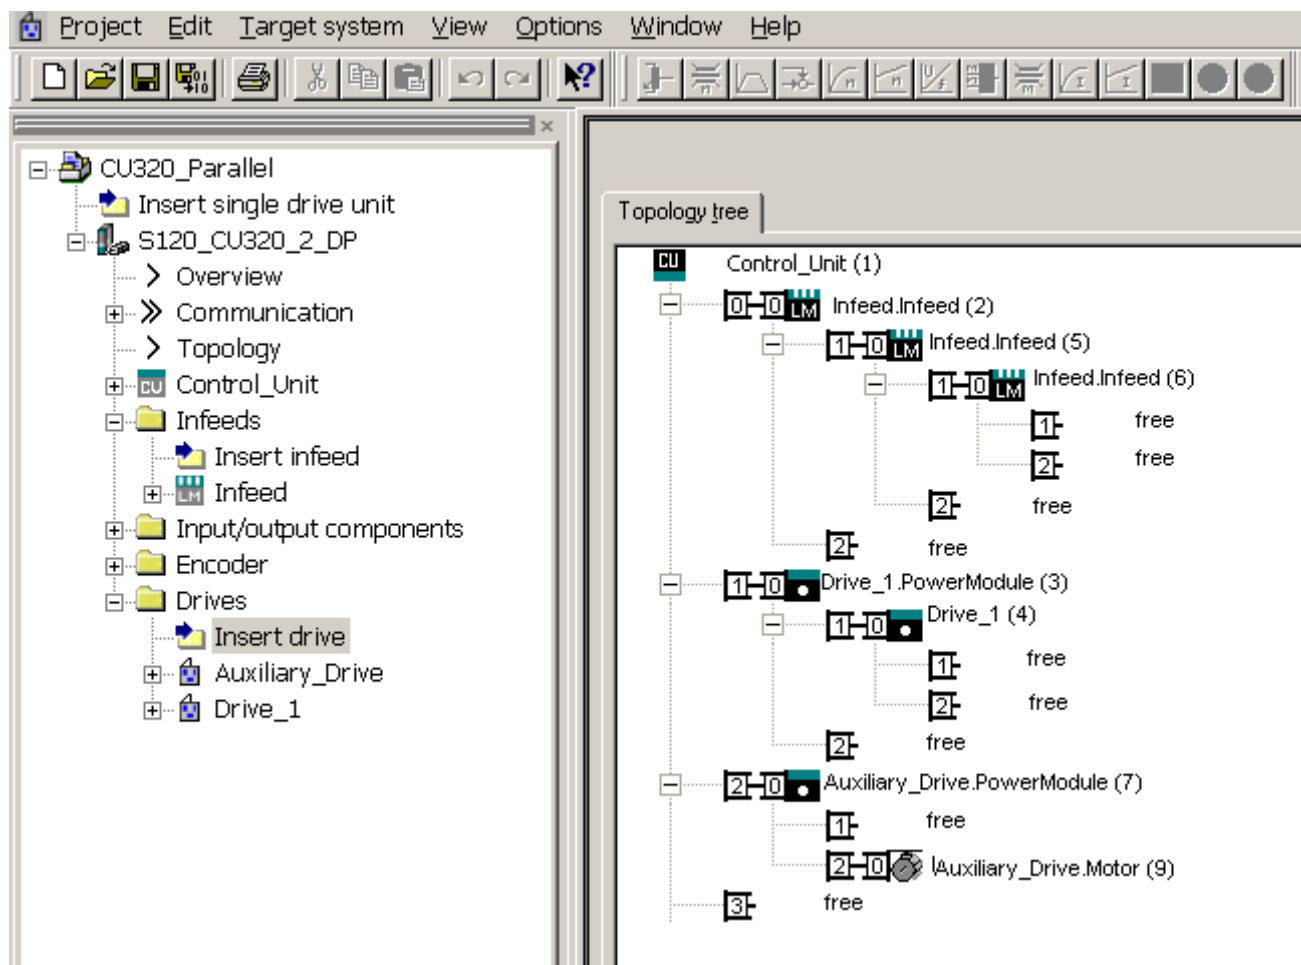 Project Edit Target system View Options Window Help
CU320_Parallel
Insert single drive unit
S120_CU320_2_DP
Overview
Communication
Topology
CU Control_Unit
Infeeds
Insert infeed
LM Infeed
Input/output components
Encoder
Drives
Insert drive
Auxiliary_Drive
Drive_1
Topology tree
CU Control_Unit (1)
0 0 LM Infeed.Infeed (2)
1 0 LM Infeed.Infeed (5)
1 0 LM Infeed.Infeed (6)
1 free
2 free
2 free
2 free
1 0 Drive_1.PowerModule (3)
1 0 Drive_1 (4)
1 free
2 free
2 free
2 0 Auxiliary_Drive.PowerModule (7)
1 free
2 0 \Auxiliary_Drive.Motor (9)
3 free